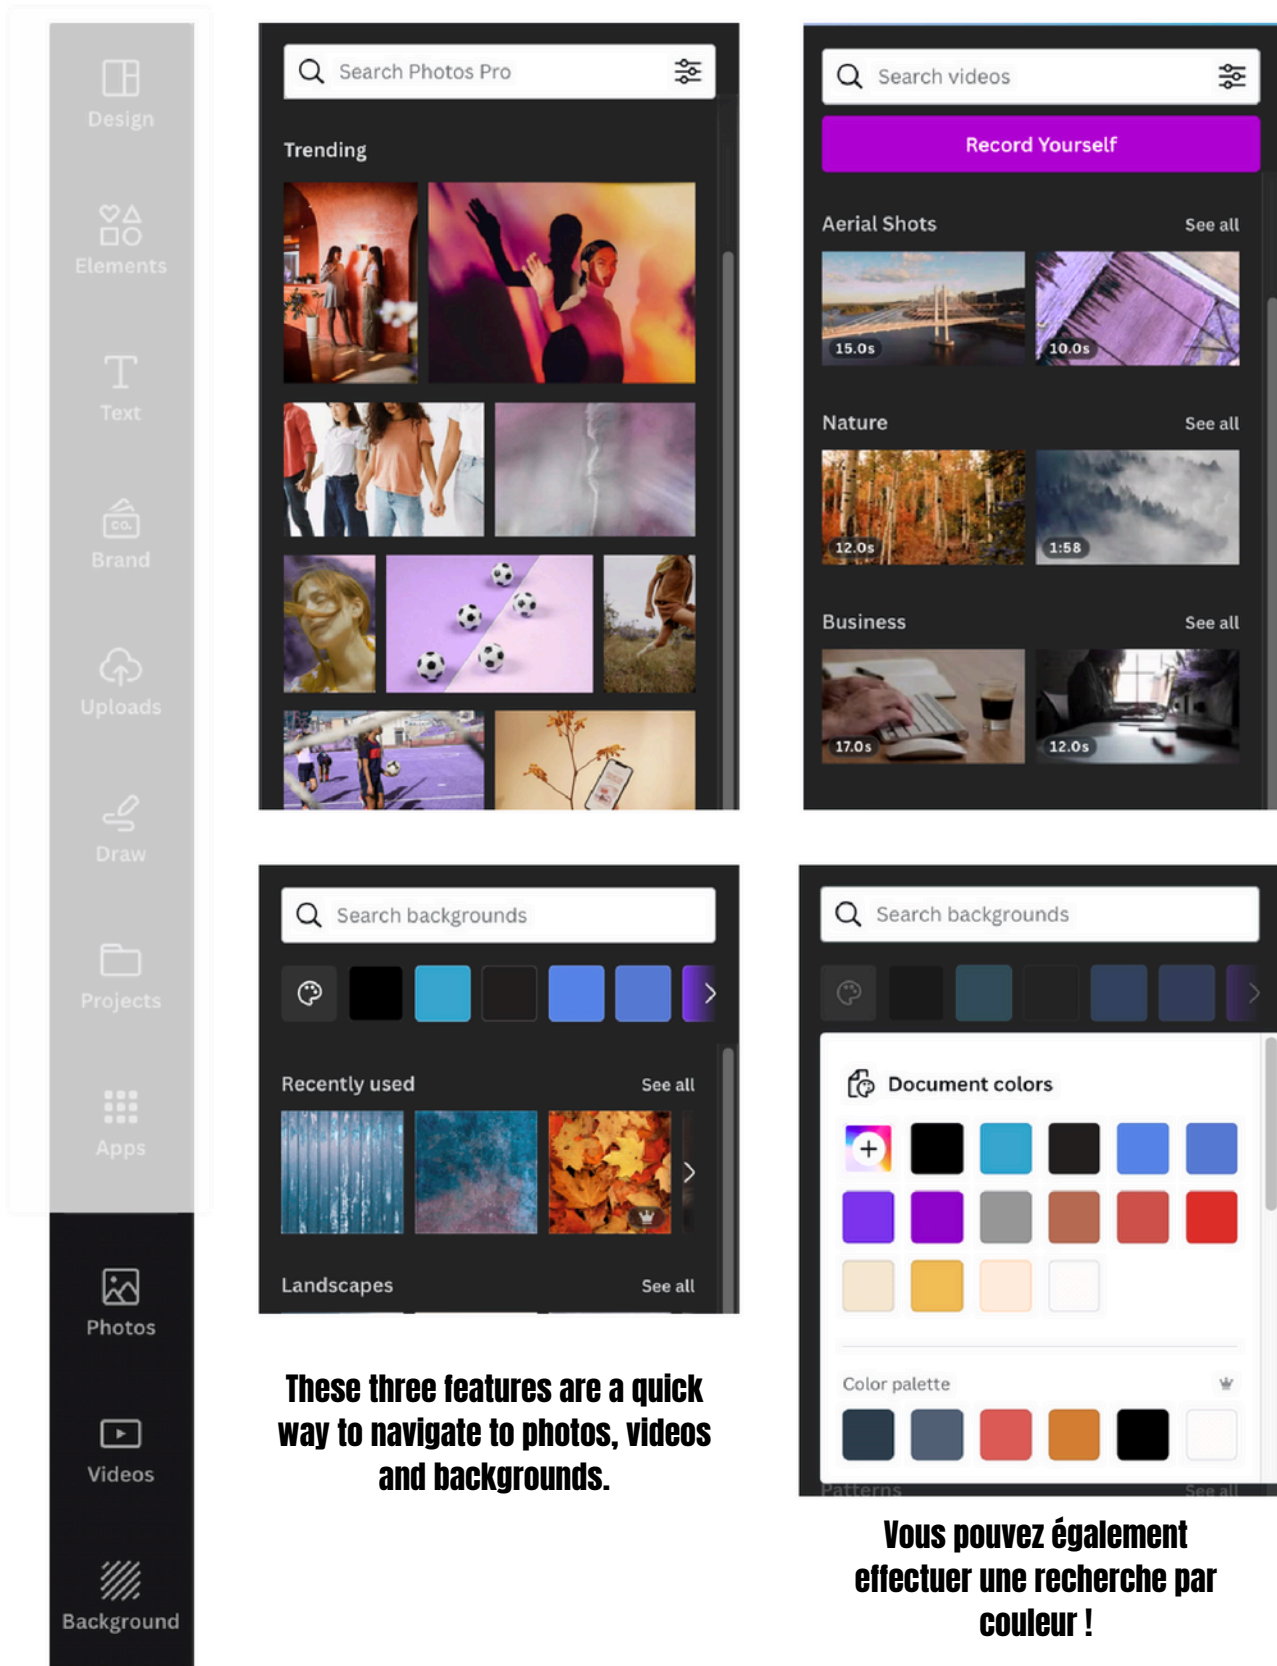 Design
Elements
Text
CO.
Brand
Uploads
Draw
Projects
Apps
Photos
Videos
Background
Search Photos Pro
Trending
Search videos
Record Yourself
Aerial Shots See all
15.0s 10.0s
Nature See all
12.0s 1:58
Business See all
17.0s 12.0s
Search backgrounds
Recently used See all
Landscapes See all
These three features are a quick
way to navigate to photos, videos
and backgrounds.
Search backgrounds
Document colors
Color palette
Patterns See all
Vous pouvez également
effectuer une recherche par
couleur !